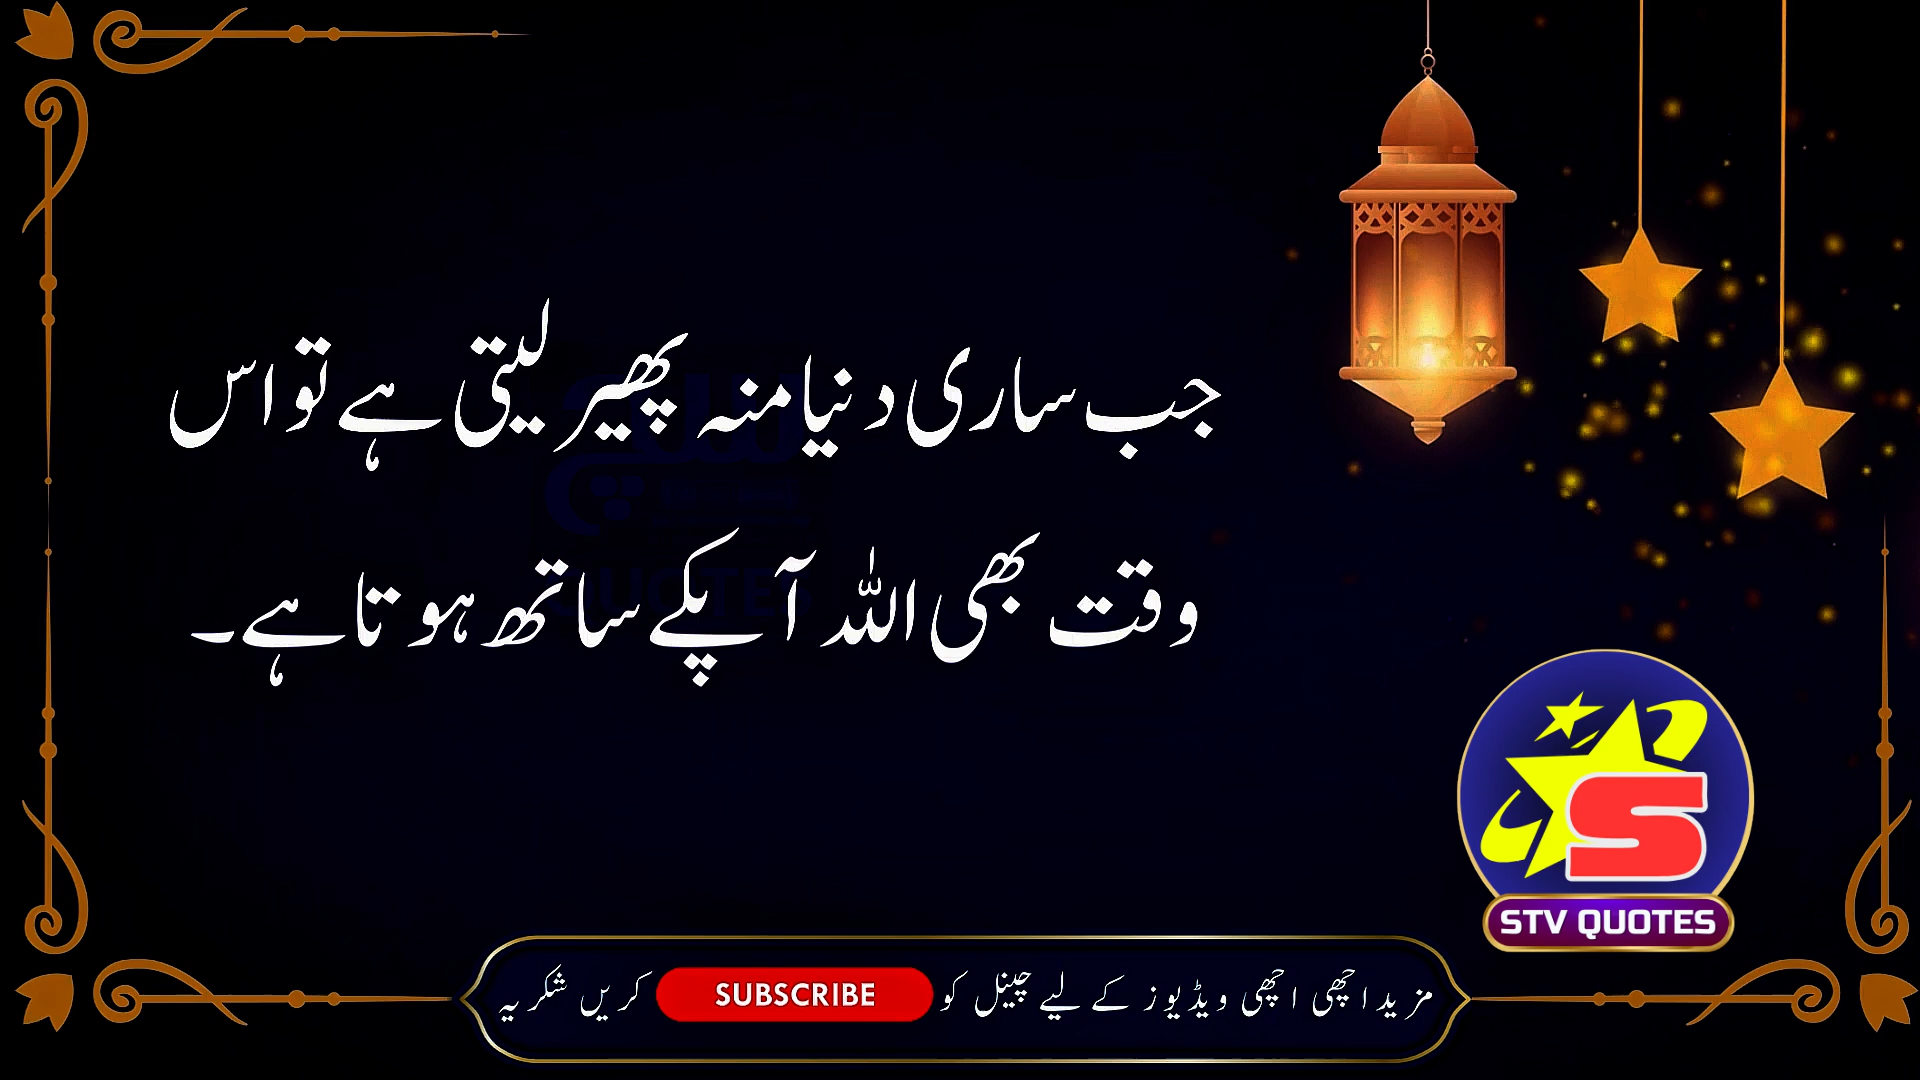 جب ساری دنیا منہ پھیر لیتی ہے تو اس
وقت بھی اللہ آپکے ساتھ ہوتا ہے۔
STV QUOTES
مزید اچھی اچھی ویڈیوز کے لیے چینل کو SUBSCRIBE کریں شکریہ